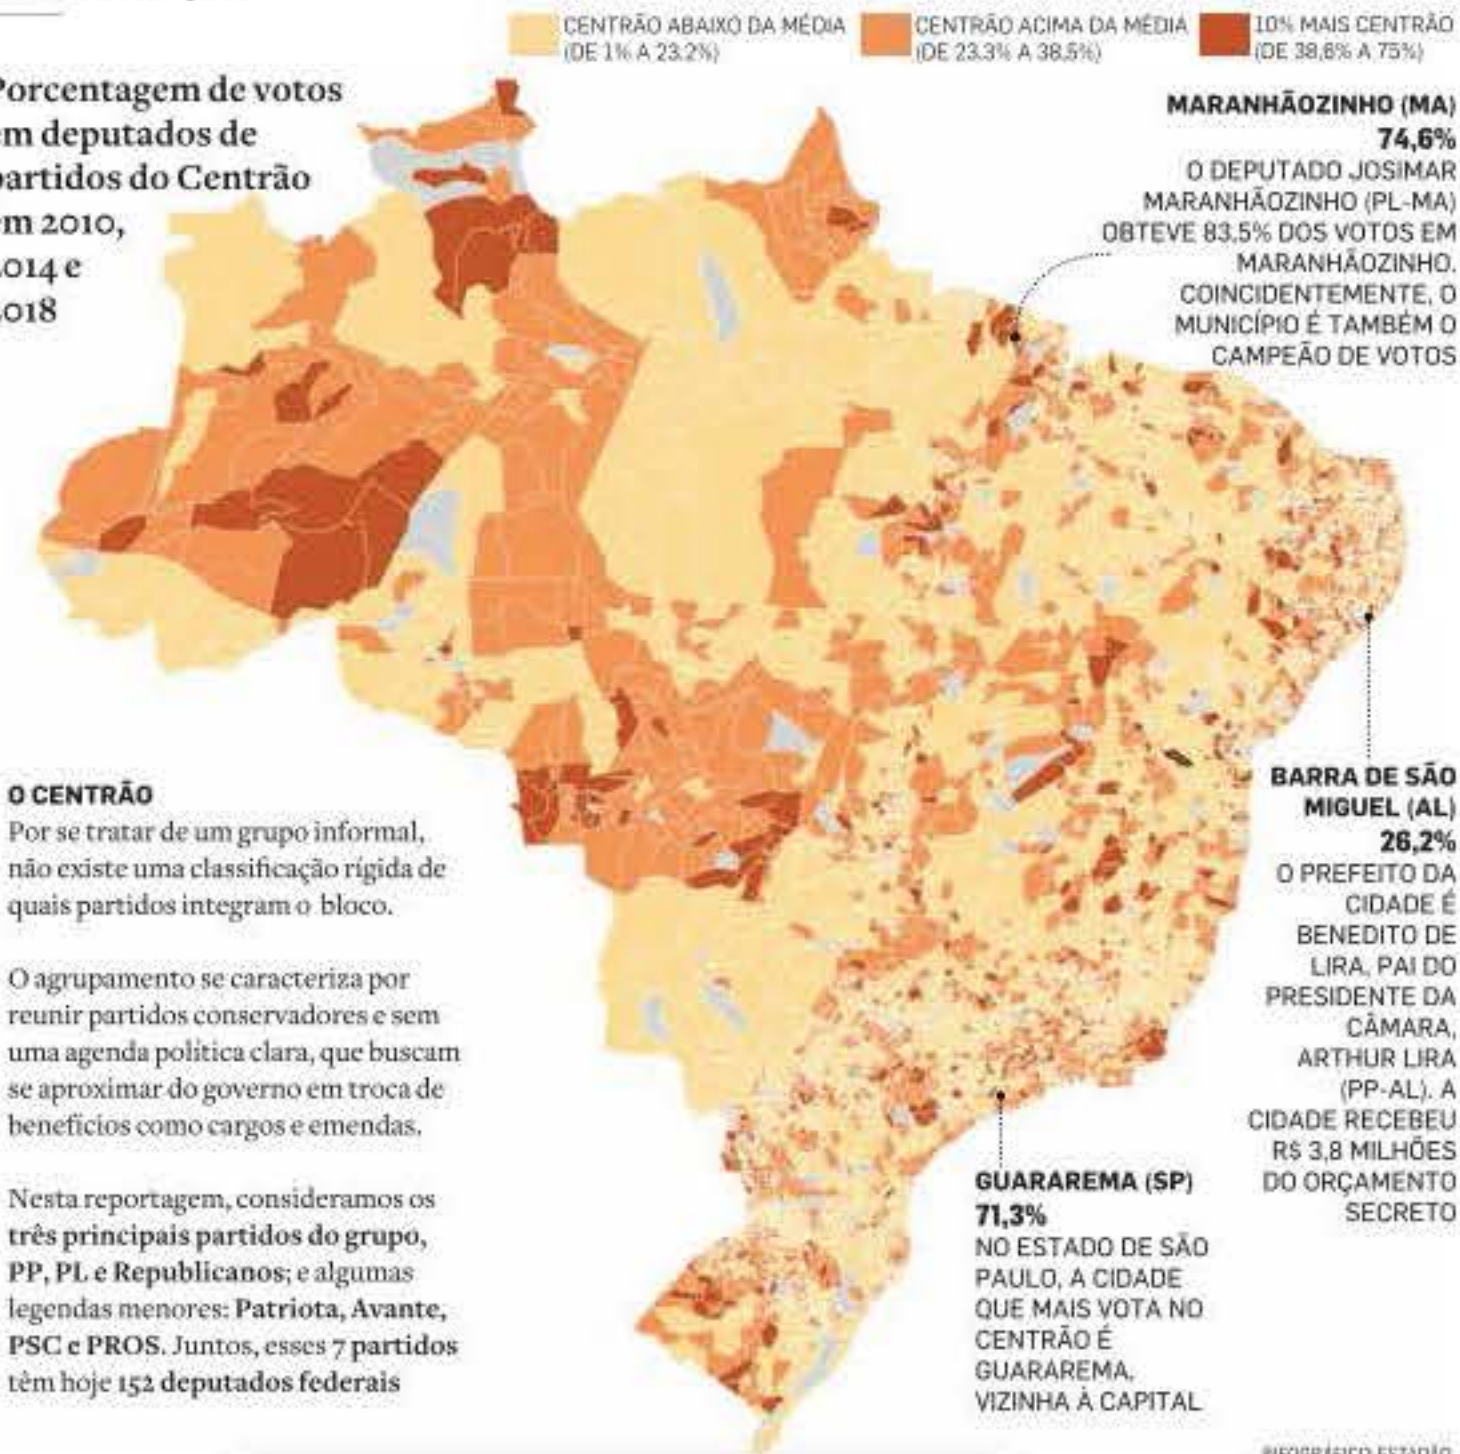 CENTRÃO ABAIXO DA MÉDIA
(DE 1% A 23.2%)
CENTRÃO ACIMA DA MÉDIA
(DE 23.3% A 38.5%)
10% MAIS CENTRÃO
(DE 38,6% A 75%)
Porcentagem de votos
em deputados de
partidos do Centrão
em 2010,
2014 e
2018
MARANHÃOZINHO (MA)
74,6%
O DEPUTADO JOSIMAR
MARANHÃOZINHO (PL-MA)
OBTEVE 83,5% DOS VOTOS EM
MARANHÃOZINHO.
COINCIDENTEMENTE, O
MUNICÍPIO É TAMBÉM O
CAMPEÃO DE VOTOS
BARRA DE SÃO
MIGUEL (AL)
26,2%
O PREFEITO DA
CIDADE É
BENEDITO DE
LIRA, PAI DO
PRESIDENTE DA
CÂMARA,
ARTHUR LIRA
(PP-AL). A
CIDADE RECEBEU
R$ 3,8 MILHÕES
DO ORÇAMENTO
SECRETO
O CENTRÃO
Por se tratar de um grupo informal,
não existe uma classificação rígida de
quais partidos integram o bloco.
O agrupamento se caracteriza por
reunir partidos conservadores e sem
uma agenda política clara, que buscam
se aproximar do governo em troca de
benefícios como cargos e emendas.
Nesta reportagem, consideramos os
três principais partidos do grupo,
PP, PL e Republicanos; e algumas
legendas menores: Patriota, Avante,
PSC e PROS. Juntos, esses 7 partidos
têm hoje 152 deputados federais
GUARAREMA (SP)
71,3%
NO ESTADO DE SÃO
PAULO, A CIDADE
QUE MAIS VOTA NO
CENTRÃO É
GUARAREMA,
VIZINHA À CAPITAL
INFOGRÁFICO ESTADÃO